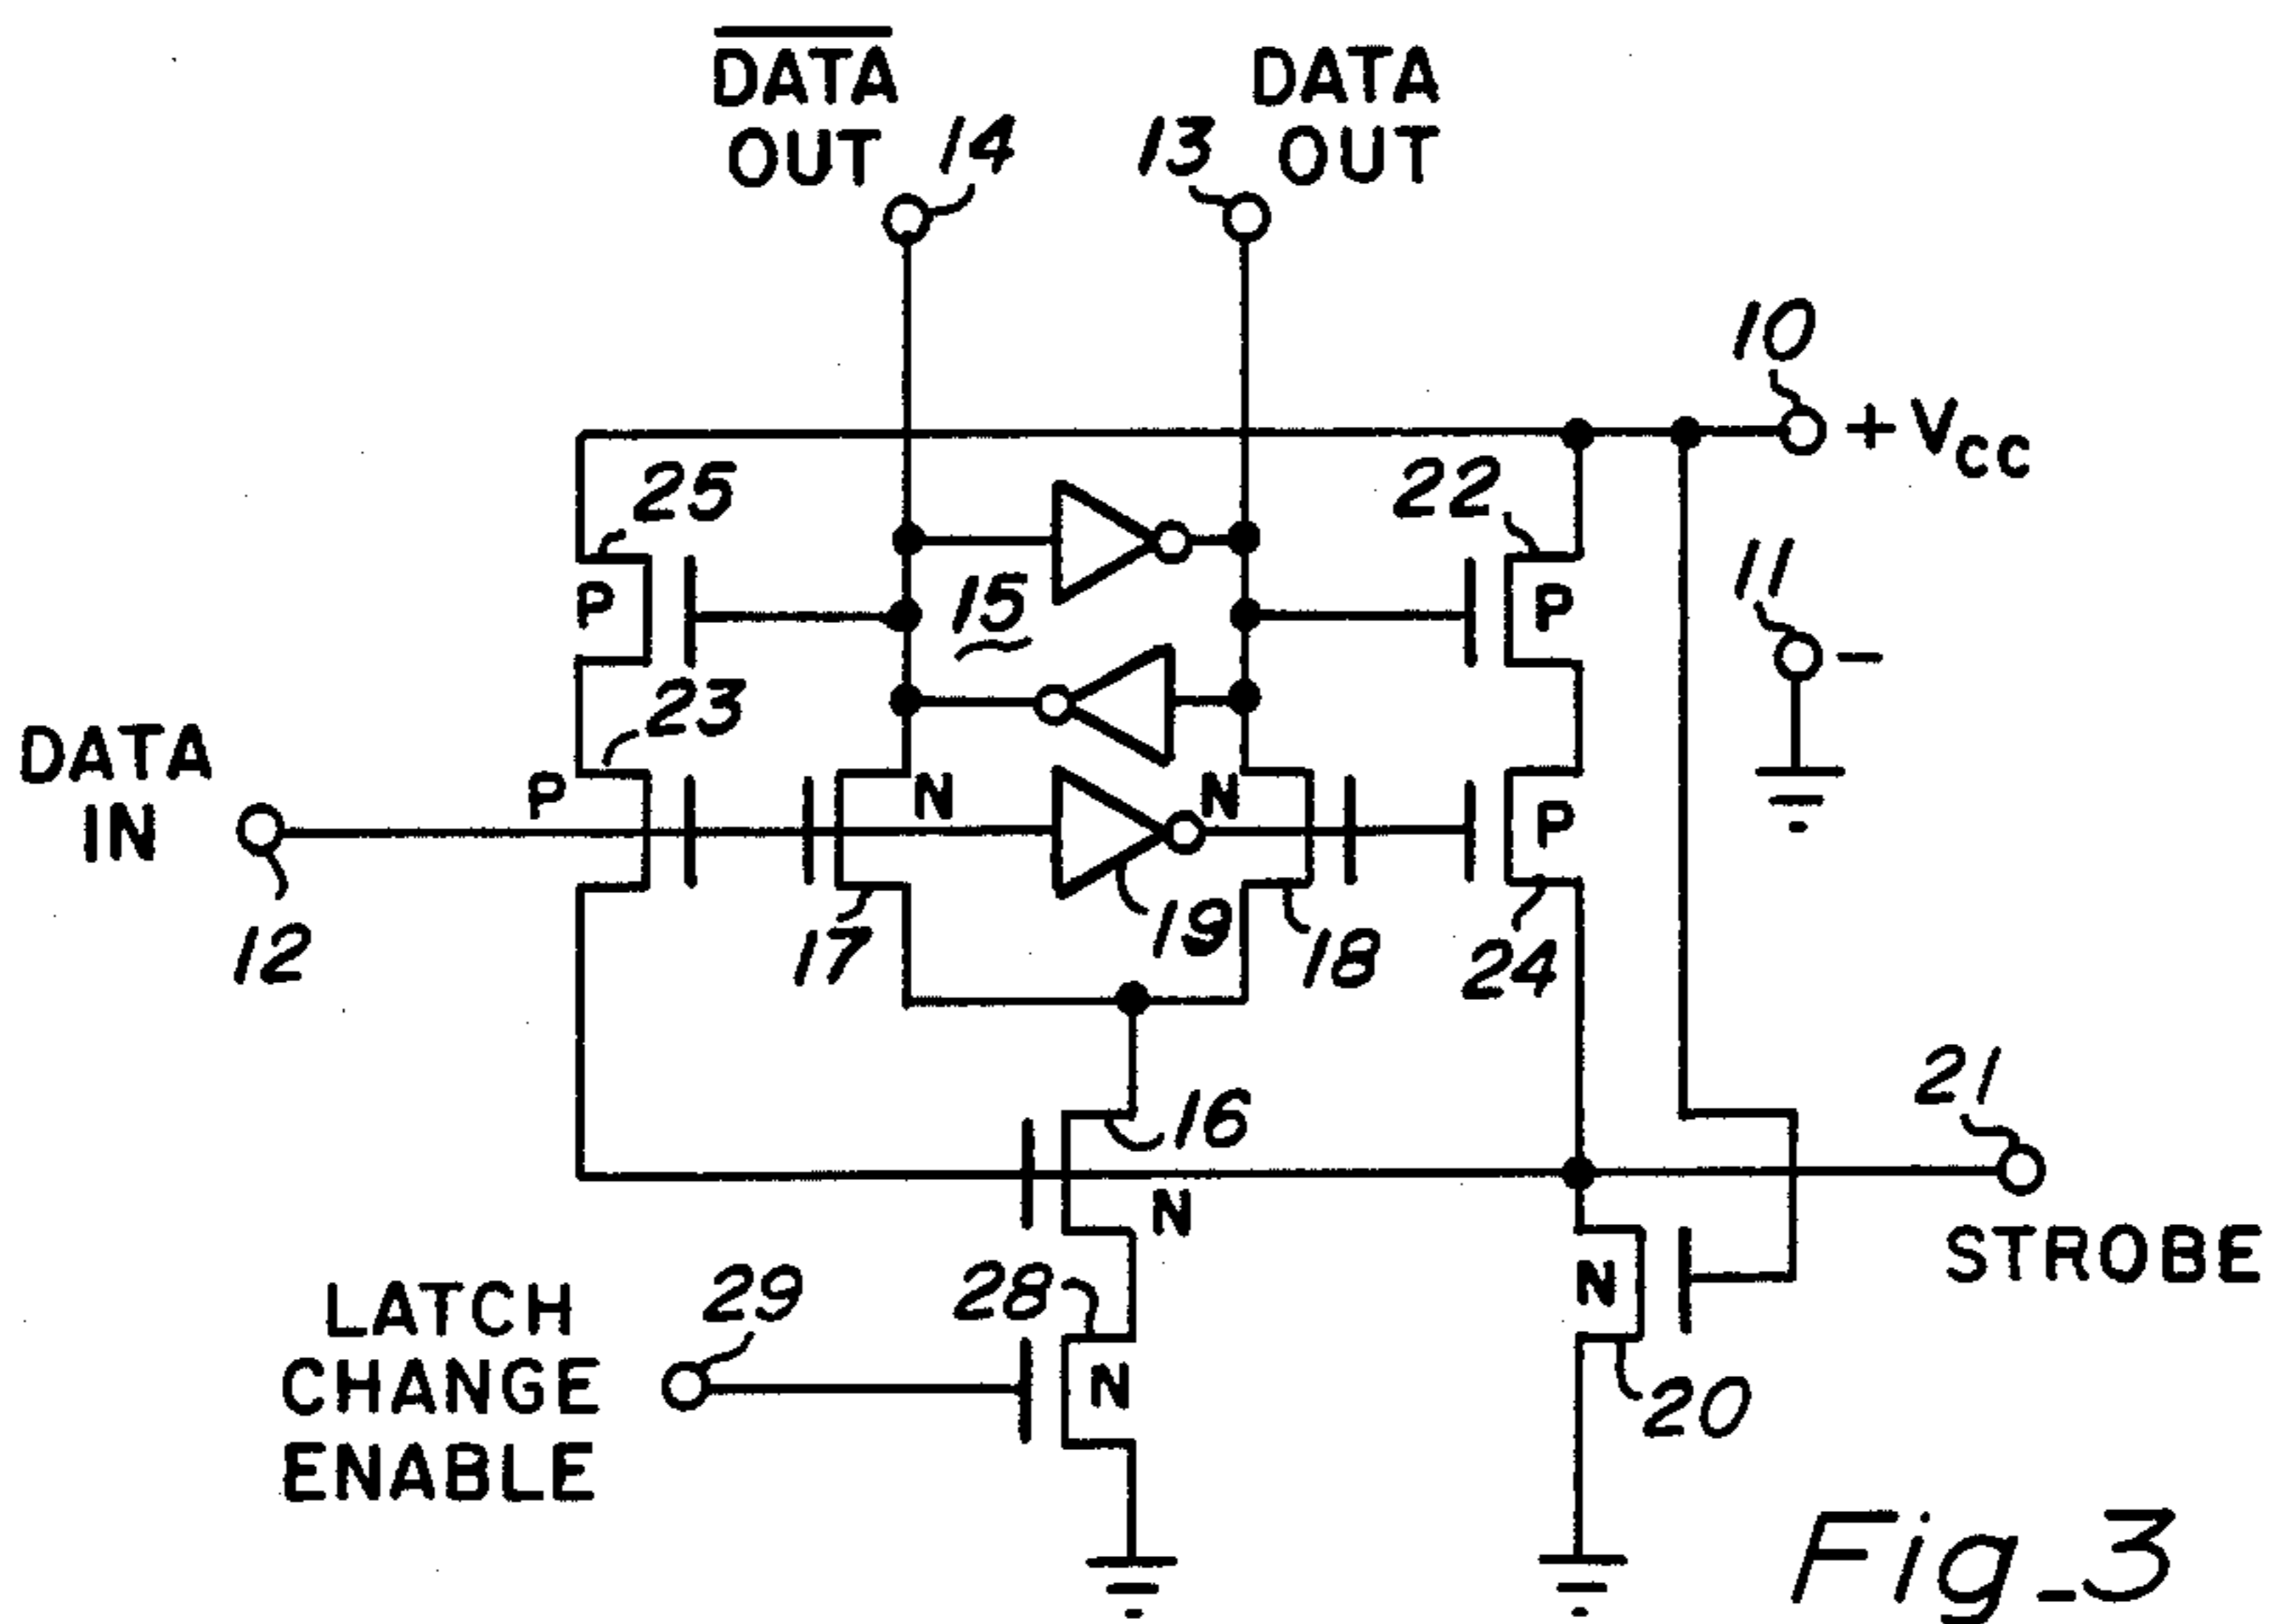 DATA
OUT
14
13
DATA
OUT
10
+ Vcc
25
22
P
15
P
11
-
23
DATA
IN
P
N
N
P
12
17
19
18
24
16
21
N
STROBE
29
28
LATCH
CHANGE
ENABLE
N
N
20
Fig_3